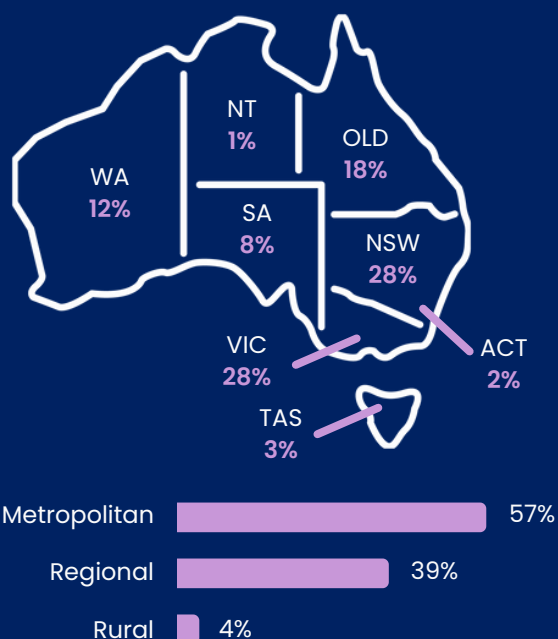 NT
1%
OLD
18%
WA
12%
SA
8%
NSW
28%
VIC
28%
ACT
2%
TAS
3%
Metropolitan 57%
Regional 39%
Rural 4%